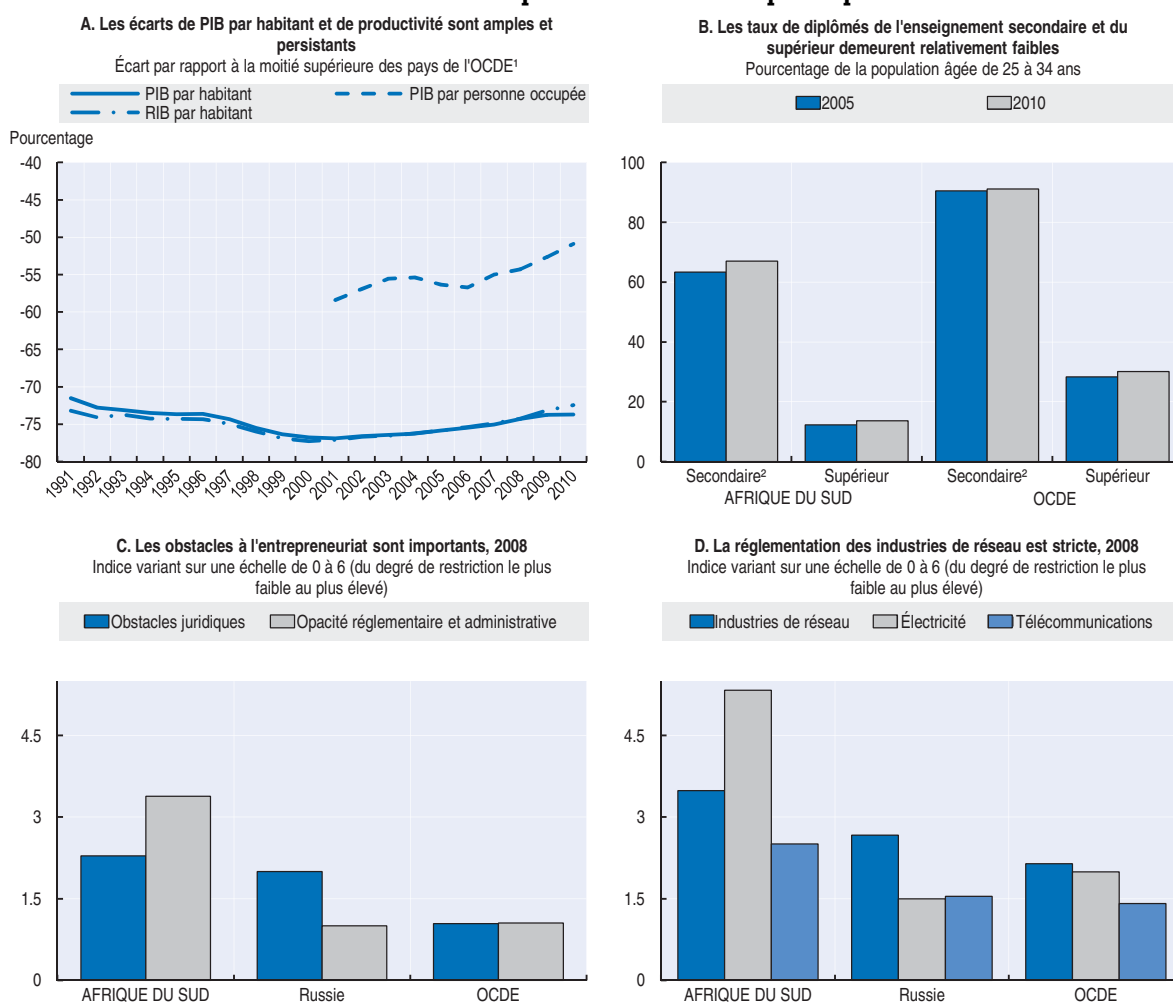 A. Les écarts de PIB par habitant et de productivité sont amples et
persistants
Écart par rapport à la moitié supérieure des pays de l'OCDE¹
PIB par habitant
PIB par personne occupée
RIB par habitant
Pourcentage
-40
-45
-50
-55
-60
-65
-70
-75
-80
1991 1992 1993 1994 1995 1996 1997 1998 1999 2000 2001 2002 2003 2004 2005 2006 2007 2008 2009 2010
B. Les taux de diplômés de l'enseignement secondaire et du
supérieur demeurent relativement faibles
Pourcentage de la population âgée de 25 à 34 ans
2005 2010
100
80
60
40
20
0
Secondaire² Supérieur Secondaire² Supérieur
AFRIQUE DU SUD OCDE
C. Les obstacles à l'entrepreneuriat sont importants, 2008
Indice variant sur une échelle de 0 à 6 (du degré de restriction le plus
faible au plus élevé)
Obstacles juridiques Opacité réglementaire et administrative
4.5
3
1.5
0
AFRIQUE DU SUD Russie OCDE
D. La réglementation des industries de réseau est stricte, 2008
Indice variant sur une échelle de 0 à 6 (du degré de restriction le plus
faible au plus élevé)
Industries de réseau Électricité Télécommunications
4.5
3
1.5
0
AFRIQUE DU SUD Russie OCDE